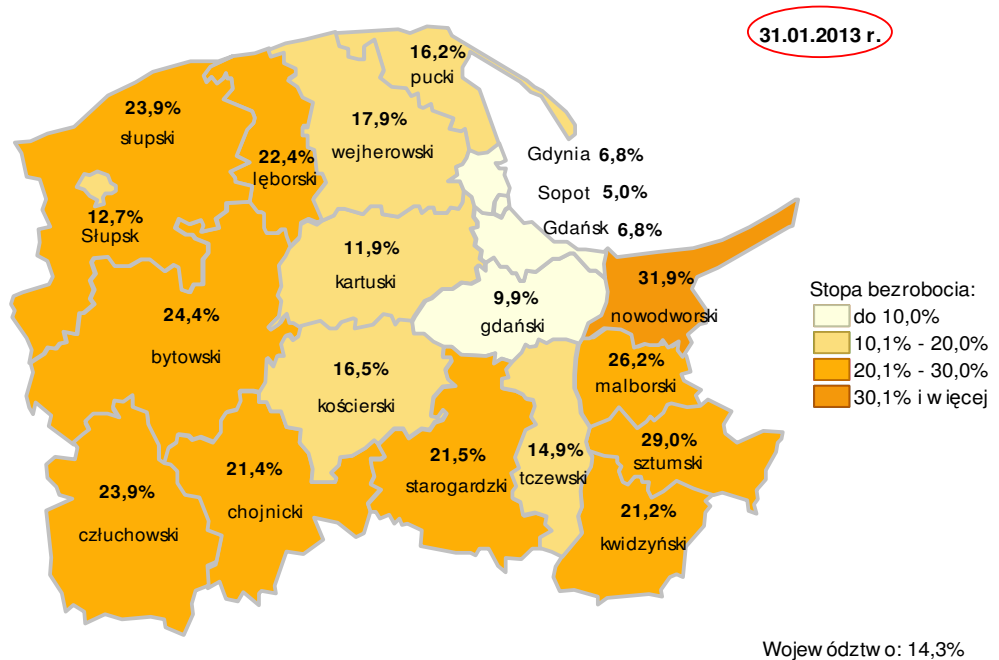 31.01.2013 r.
16,2%
pucki
23,9%
słupski
17,9%
wejherowski
22,4%
lęborski
Gdynia 6,8%
Sopot 5,0%
Gdańsk 6,8%
12,7%
Słupsk
11,9%
kartuski
31,9%
nowodworski
9,9%
gdański
24,4%
bytowski
Stopa bezrobocia:
do 10,0%
10,1% - 20,0%
20,1% - 30,0%
30,1% i więcej
26,2%
malborski
16,5%
kościerski
29,0%
sztumski
14,9%
tczewski
21,5%
starogardzki
21,4%
chojnicki
23,9%
człuchowski
21,2%
kwidzyński
Województwo: 14,3%